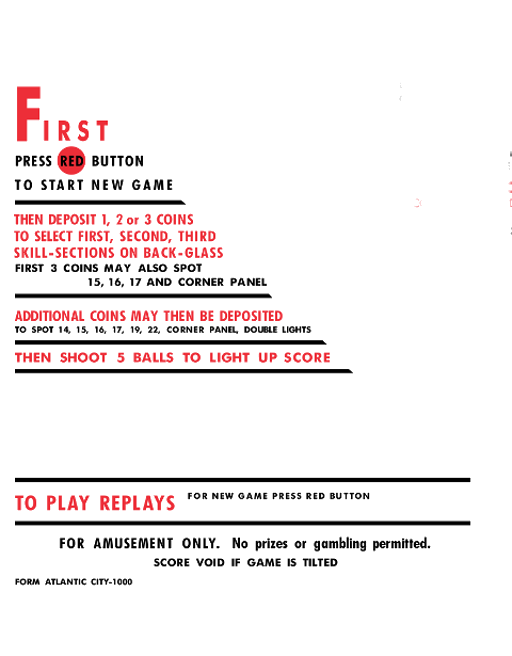 FIRST
PRESS RED BUTTON
TO START NEW GAME
THEN DEPOSIT 1, 2 or 3 COINS
TO SELECT FIRST, SECOND, THIRD
SKILL-SECTIONS ON BACK-GLASS
FIRST 3 COINS MAY ALSO SPOT
15, 16, 17 AND CORNER PANEL
ADDITIONAL COINS MAY THEN BE DEPOSITED
TO SPOT 14, 15, 16, 17, 19, 22, CORNER PANEL, DOUBLE LIGHTS
THEN SHOOT 5 BALLS TO LIGHT UP SCORE
TO PLAY REPLAYS FOR NEW GAME PRESS RED BUTTON
FOR AMUSEMENT ONLY. No prizes or gambling permitted.
SCORE VOID IF GAME IS TILTED
FORM ATLANTIC CITY-1000